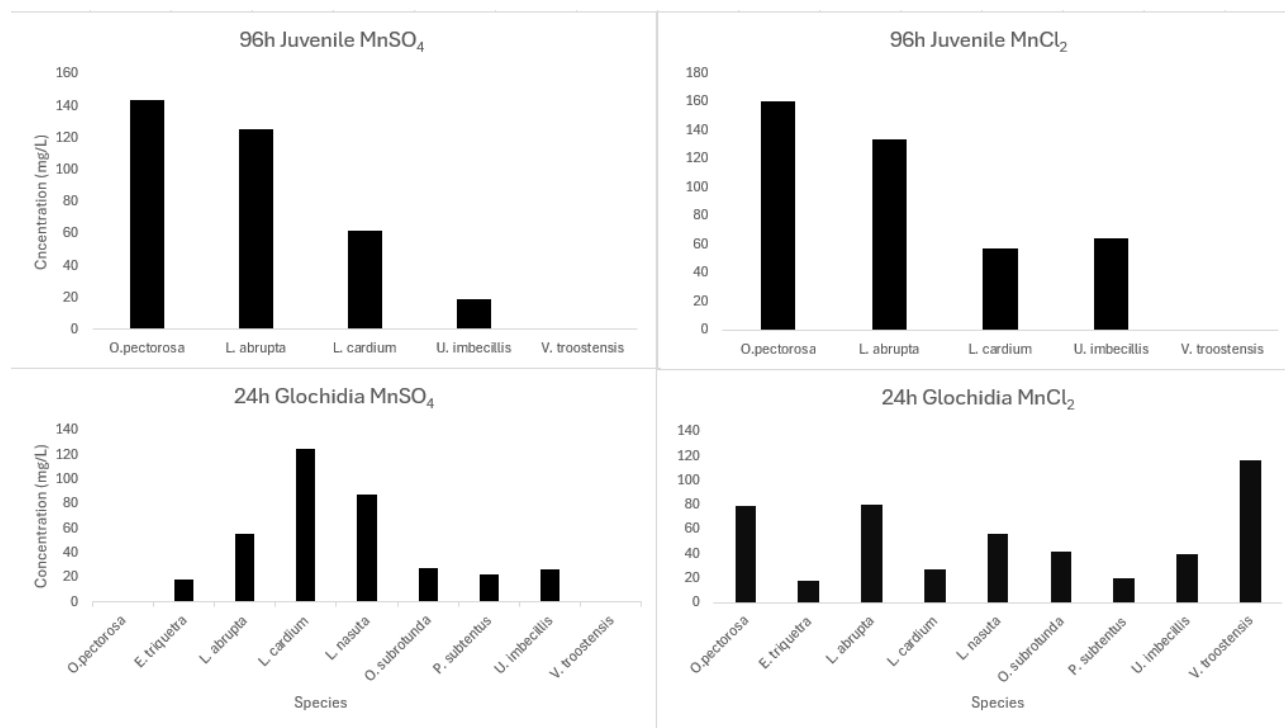 96h Juvenile MnSO₄
Cncentration (mg/L)
160
140
120
100
80
60
40
20
0
O.pectorosa L. abrupta L. cardium U. imbecillis V. troostensis
96h Juvenile MnCl₂
180
160
140
120
100
80
60
40
20
0
O.pectorosa L. abrupta L. cardium U. imbecillis V. troostensis
24h Glochidia MnSO₄
Concentration (mg/L)
140
120
100
80
60
40
20
0
O.pectorosa E. triquetra L. abrupta L. cardium L. nasuta O. subrotunda P. subtentus U. imbecillis V. troostensis
Species
24h Glochidia MnCl₂
140
120
100
80
60
40
20
0
O.pectorosa E. triquetra L. abrupta L. cardium L. nasuta O. subrotunda P. subtentus U. imbecillis V. troostensis
Species